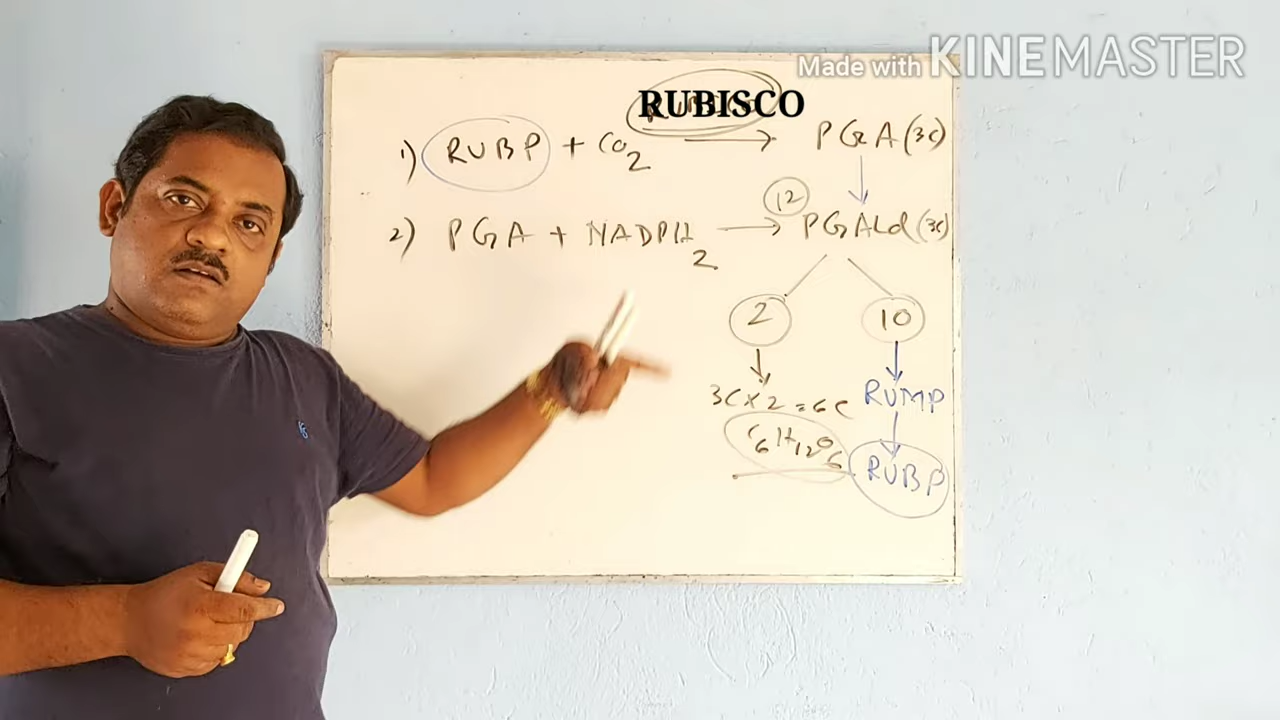 Made with KINEMASTER
RUBISCO
1) RUBP + CO2 → PGA (3C)
2) PGA + NADPH2 → 12 PGALd (3C)
2 10
3C x 2 = 6C RUMP
C6H12O6 RUBP